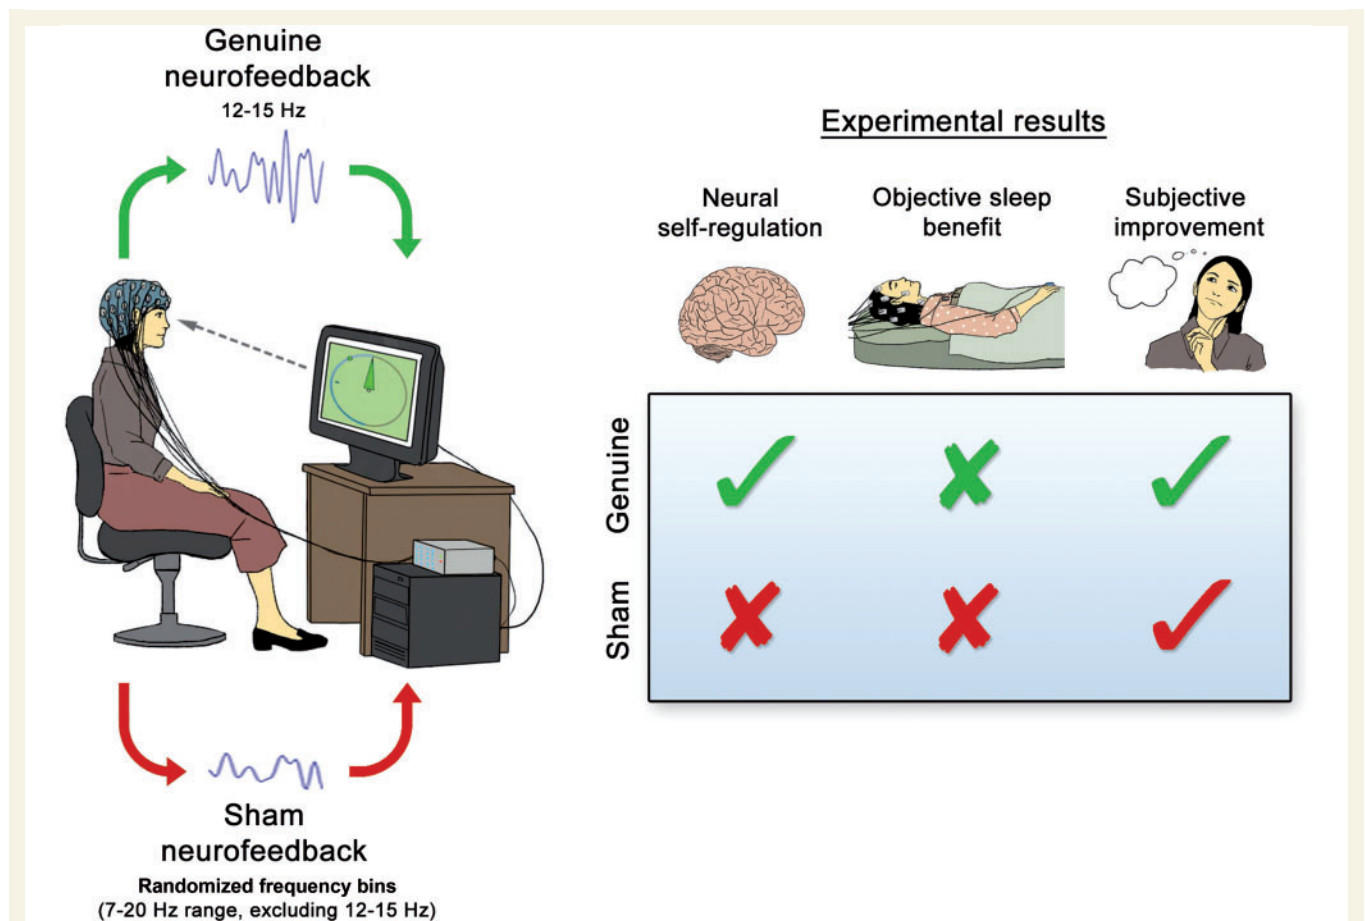 Genuine
neurofeedback
12-15 Hz
Sham
neurofeedback
Randomized frequency bins
(7-20 Hz range, excluding 12-15 Hz)
Experimental results
Neural
self-regulation
Objective sleep
benefit
Subjective
improvement
Genuine
Sham